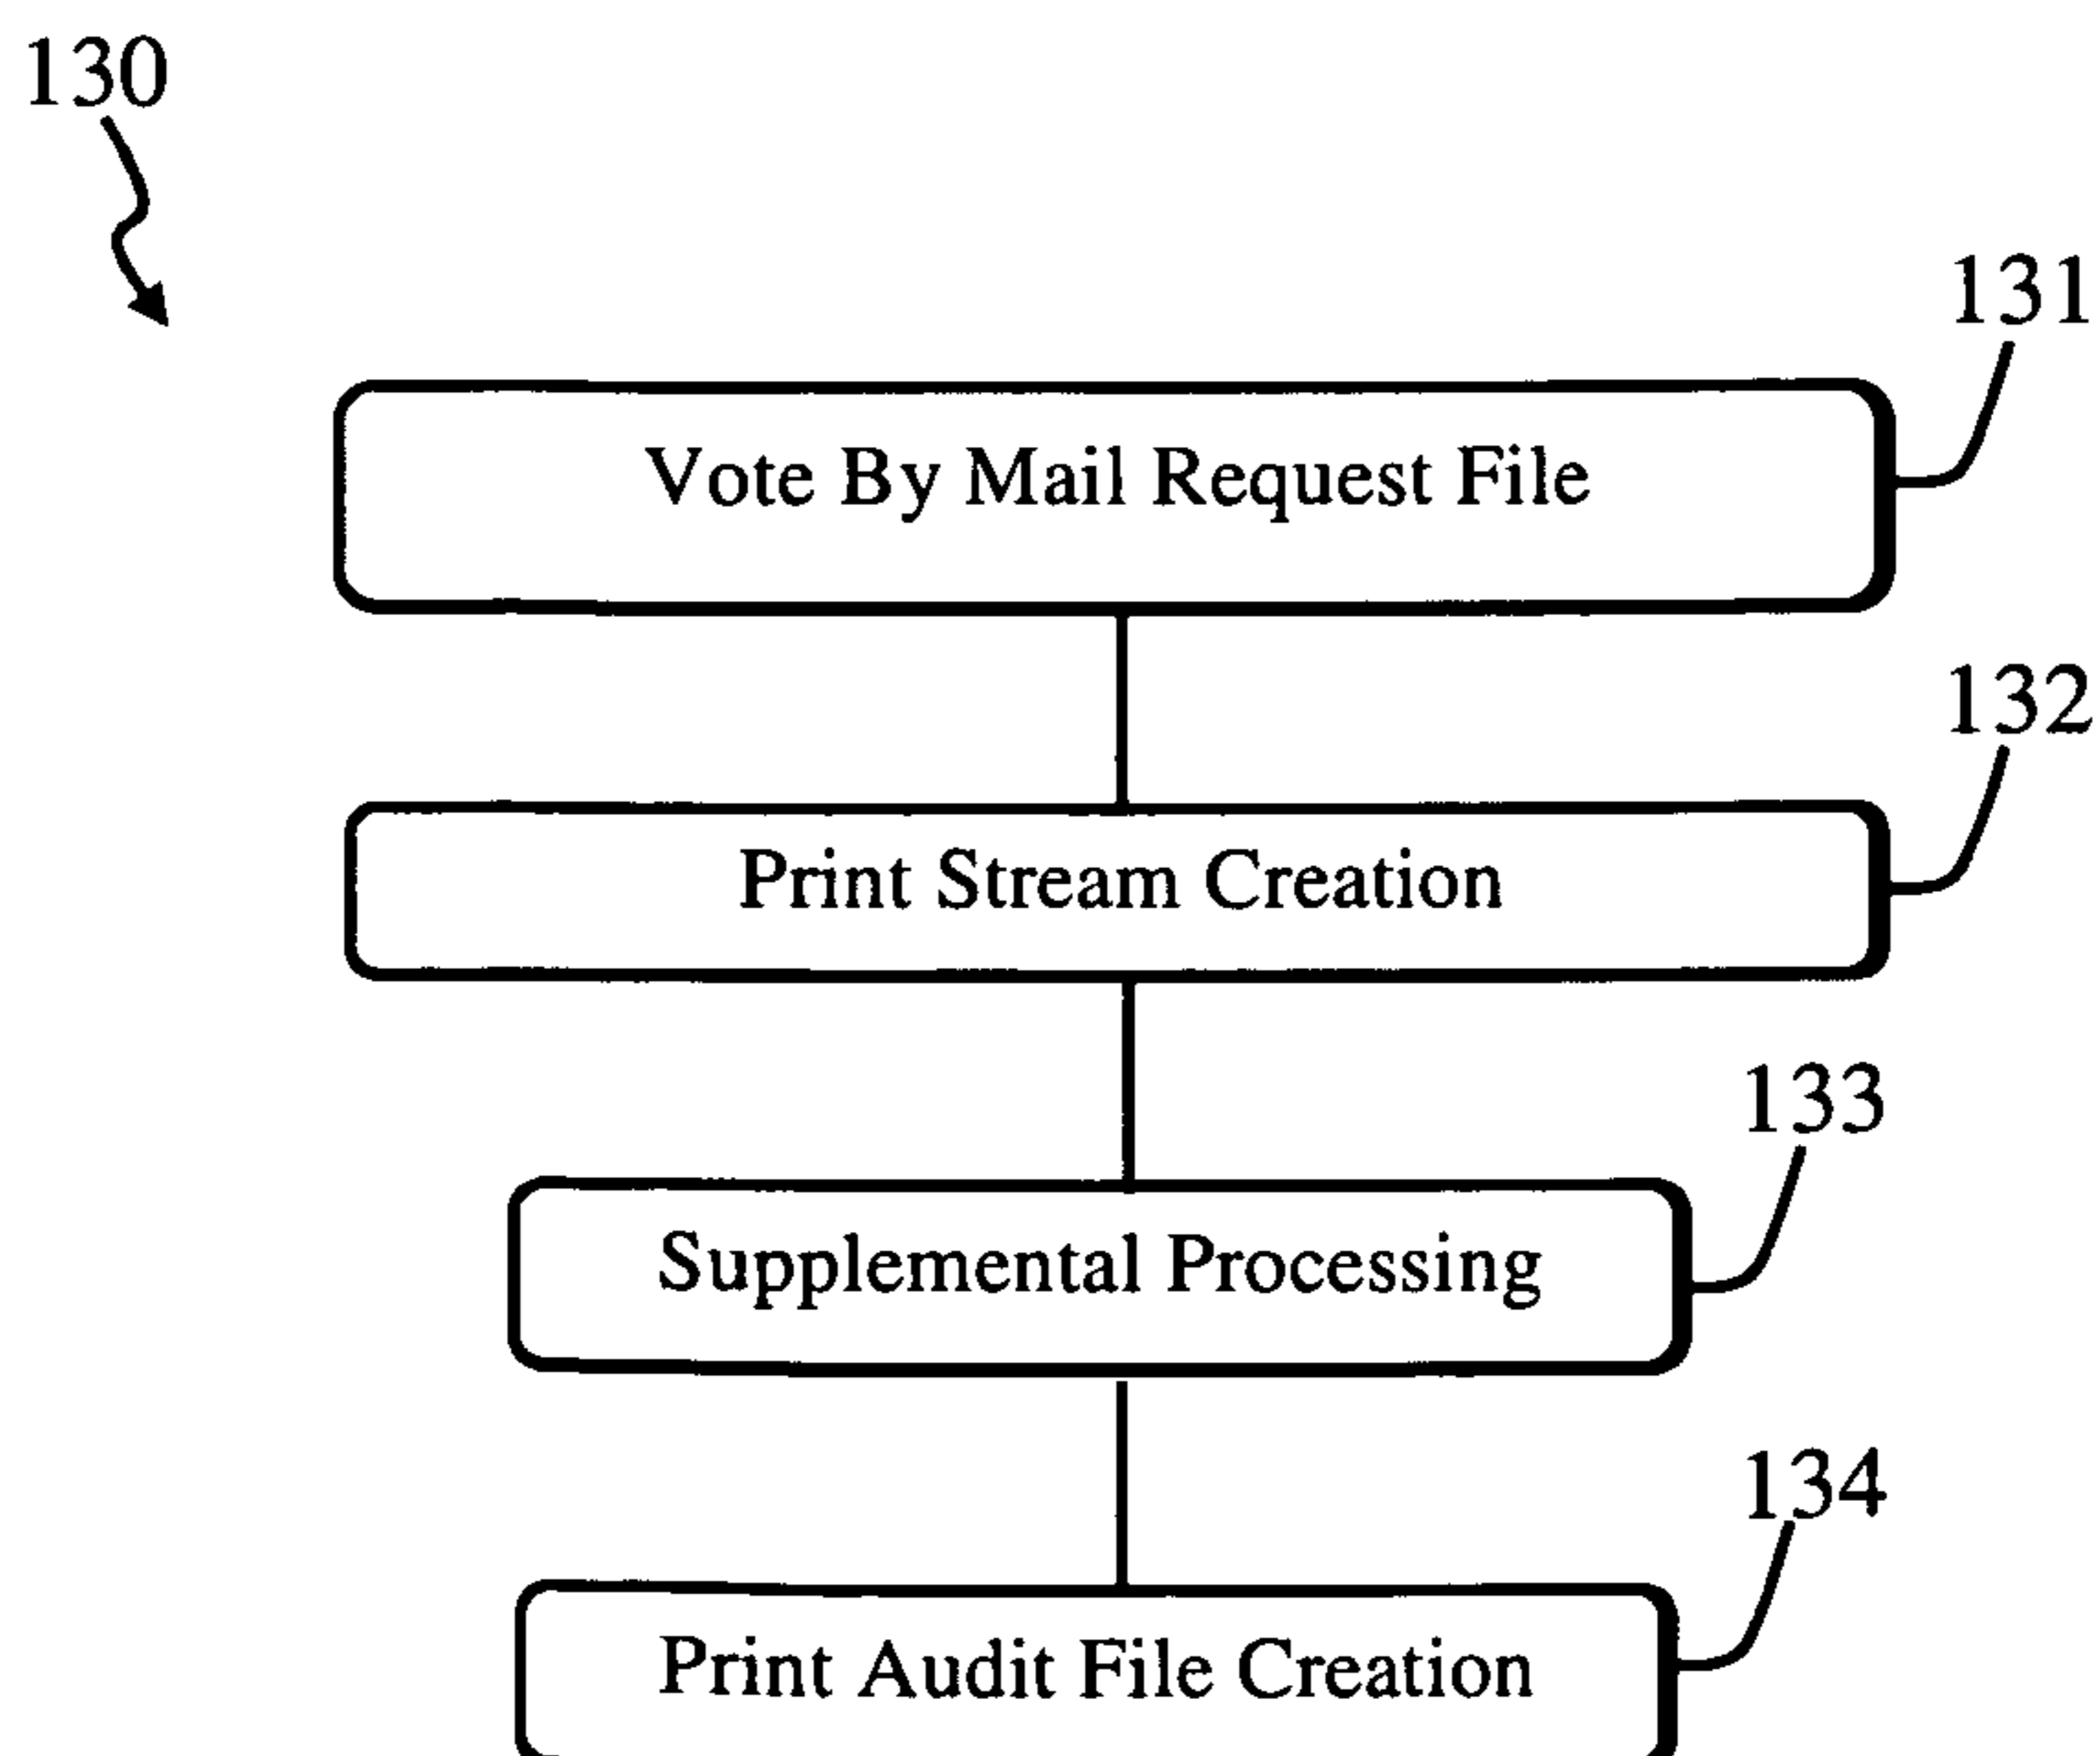 130
131
Vote By Mail Request File
132
Print Stream Creation
133
Supplemental Processing
134
Print Audit File Creation